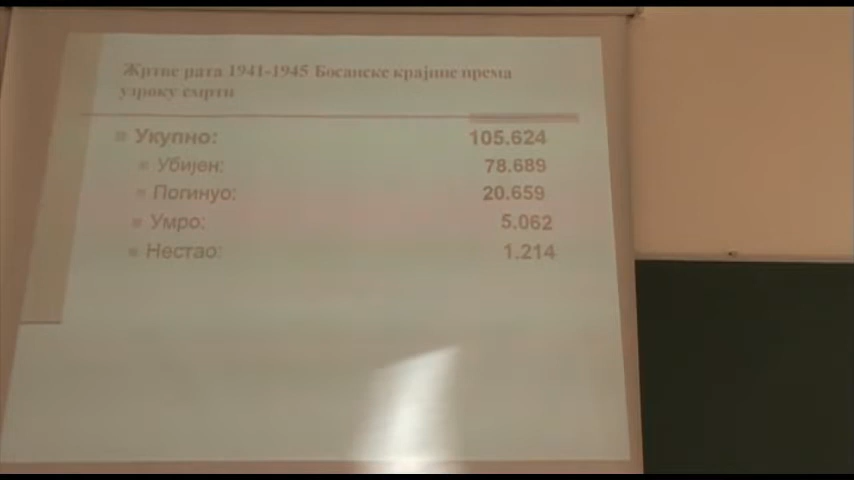 Жртве рата 1941-1945 Босанске крајине према
узроку смрти
Укупно: 105.624
Убијен: 78.689
Погинуо: 20.659
Умро: 5.062
Нестао: 1.214